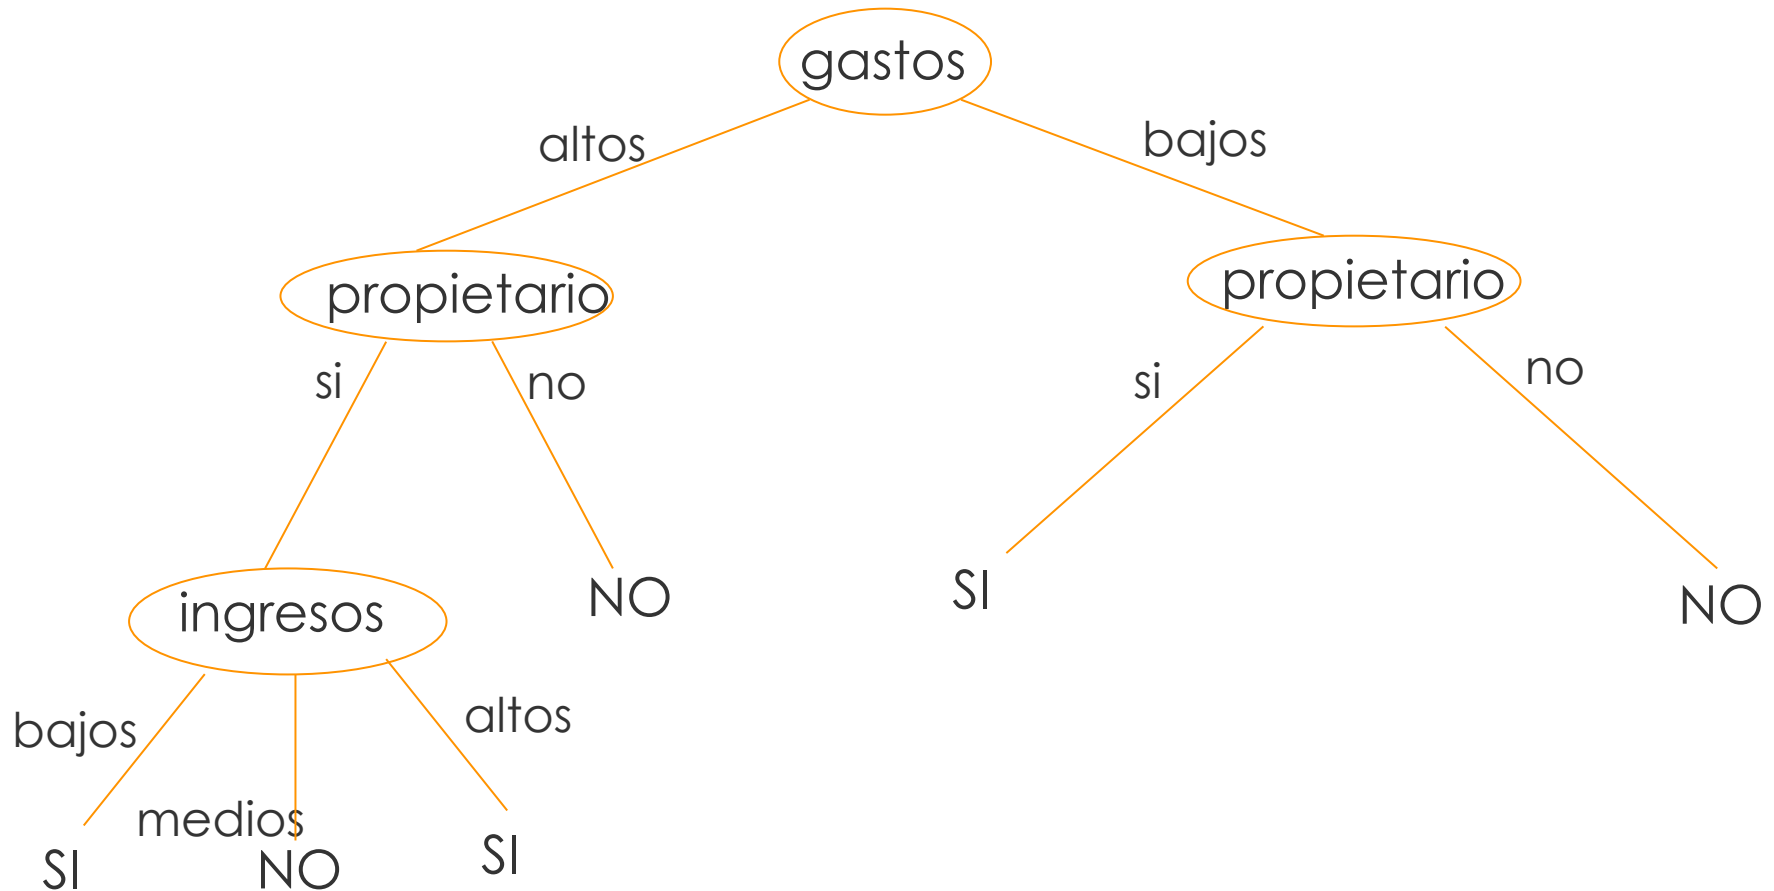 gastos
altos
bajos
propietario
propietario
si
no
si
no
ingresos
NO
SI
NO
bajos
medios
altos
SI
NO
SI